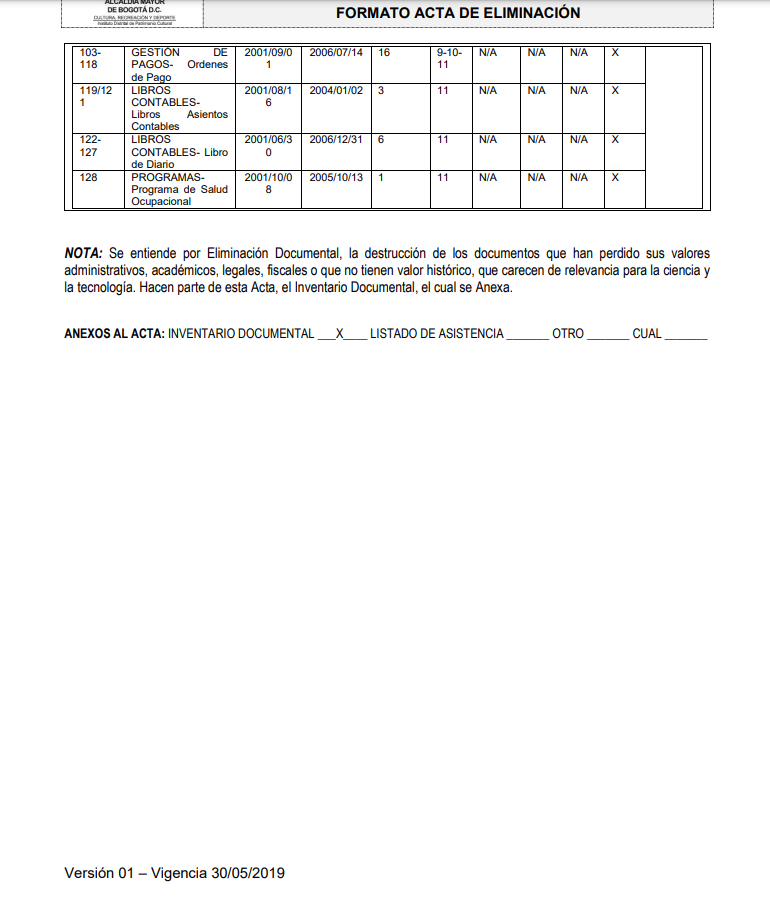 ALCALDÍA MAYOR
DE BOGOTÁ D.C.
CULTURA, RECREACIÓN Y DEPORTE
Instituto Distrital de Patrimonio Cultural
FORMATO ACTA DE ELIMINACIÓN
103-118 GESTIÓN DE PAGOS- Ordenes de Pago 2001/09/01 2006/07/14 16 9-10-11 N/A N/A N/A X
119/121 LIBROS CONTABLES- Libros Asientos Contables 2001/08/16 2004/01/02 3 11 N/A N/A N/A X
122-127 LIBROS CONTABLES- Libro de Diario 2001/06/30 2006/12/31 6 11 N/A N/A N/A X
128 PROGRAMAS- Programa de Salud Ocupacional 2001/10/08 2005/10/13 1 11 N/A N/A N/A X
NOTA: Se entiende por Eliminación Documental, la destrucción de los documentos que han perdido sus valores
administrativos, académicos, legales, fiscales o que no tienen valor histórico, que carecen de relevancia para la ciencia y
la tecnología. Hacen parte de esta Acta, el Inventario Documental, el cual se Anexa.
ANEXOS AL ACTA: INVENTARIO DOCUMENTAL ___X____ LISTADO DE ASISTENCIA _______ OTRO _______ CUAL _______
Versión 01 – Vigencia 30/05/2019